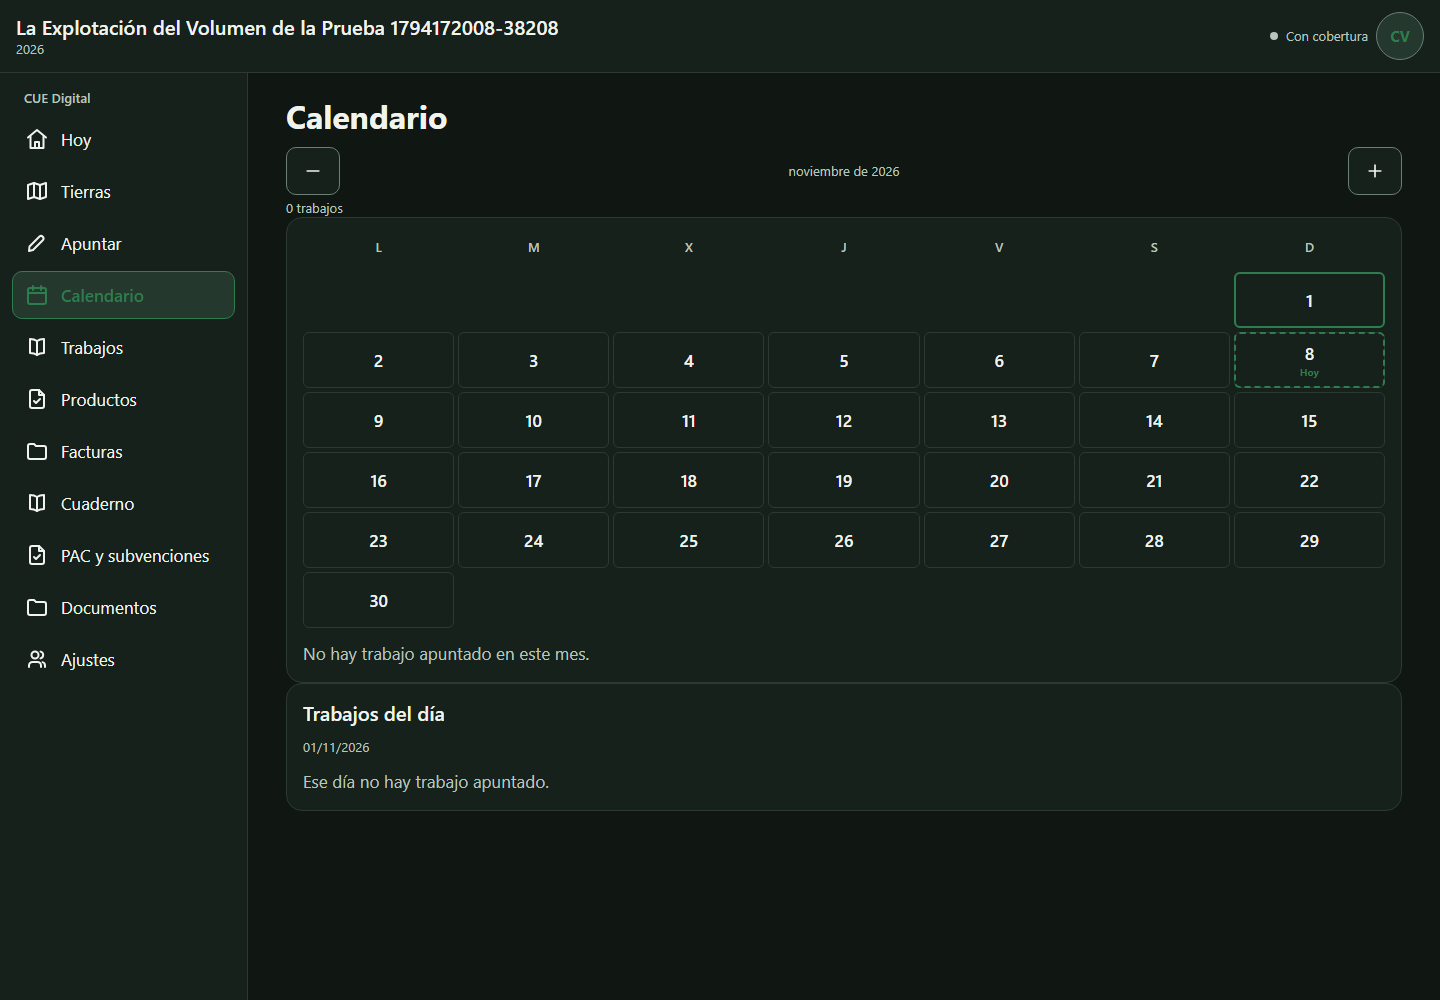 La Explotación del Volumen de la Prueba 1794172008-38208
2026
Con cobertura
CV
CUE Digital
Hoy
Tierras
Apuntar
Calendario
Trabajos
Productos
Facturas
Cuaderno
PAC y subvenciones
Documentos
Ajustes
Calendario
noviembre de 2026
0 trabajos
L M X J V S D
1
2 3 4 5 6 7 8
Hoy
9 10 11 12 13 14 15
16 17 18 19 20 21 22
23 24 25 26 27 28 29
30
No hay trabajo apuntado en este mes.
Trabajos del día
01/11/2026
Ese día no hay trabajo apuntado.